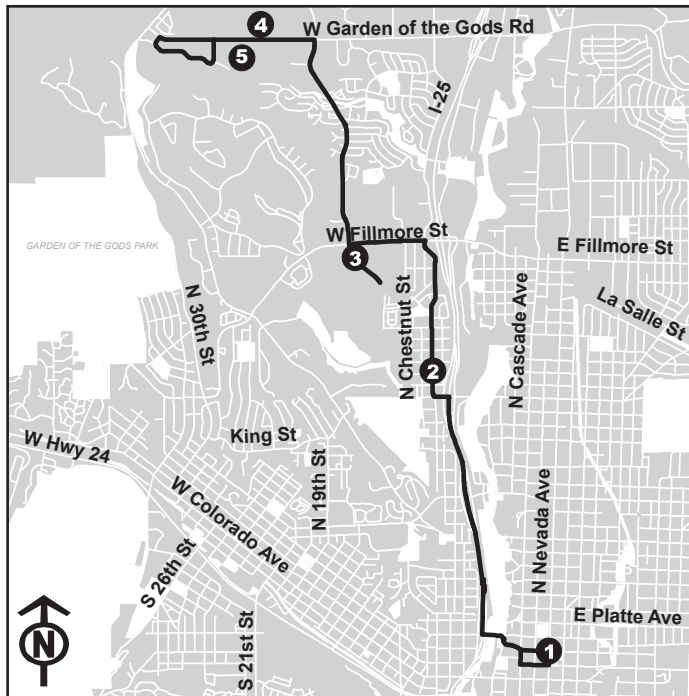 4
W Garden of the Gods Rd
5
I-25
W Fillmore St
GARDEN OF THE GODS PARK
3
E Fillmore St
N 30th St
N Chestnut St
N Cascade Ave
La Salle St
2
King St
W Hwy 24
N 19th St
W Colorado Ave
N Nevada Ave
S 26th St
E Platte Ave
N
S 21st St
1